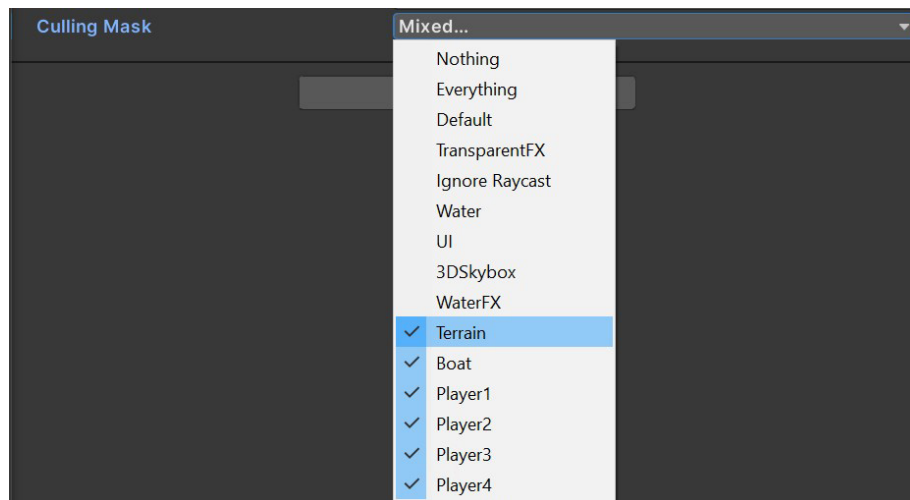 Culling Mask
Mixed...
Nothing
Everything
Default
TransparentFX
Ignore Raycast
Water
UI
3DSkybox
WaterFX
Terrain
Boat
Player1
Player2
Player3
Player4